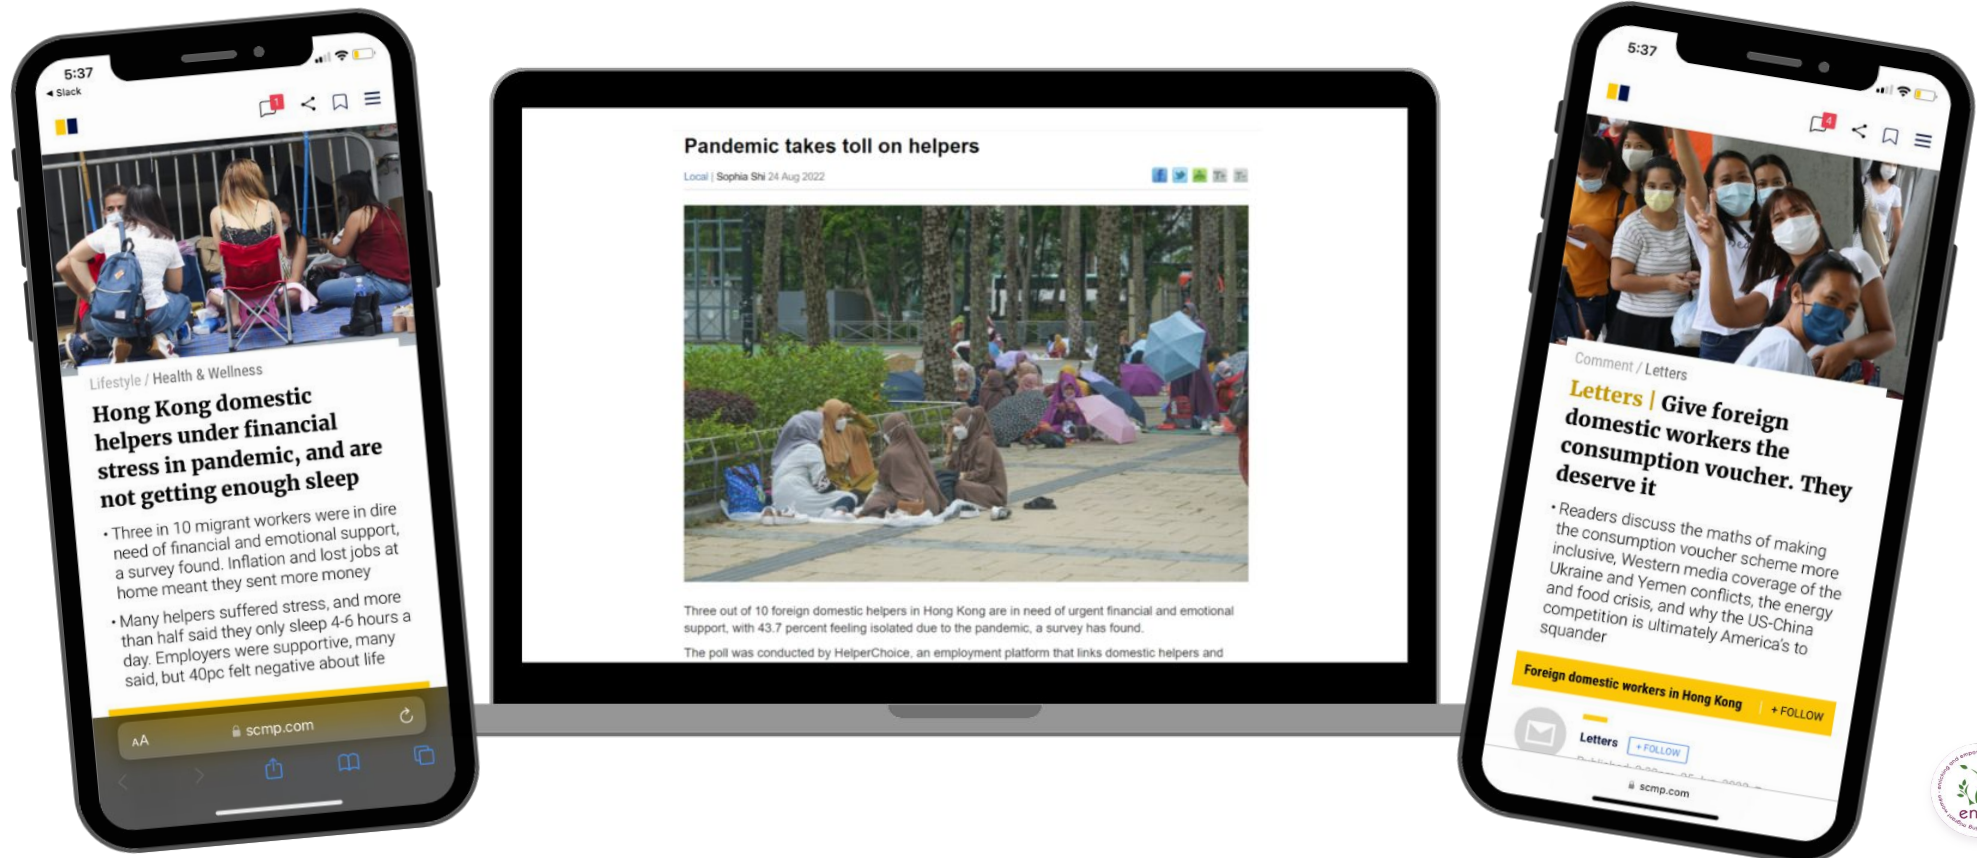 5:37
◄ Slack
1
Lifestyle / Health & Wellness
Hong Kong domestic
helpers under financial
stress in pandemic, and are
not getting enough sleep
• Three in 10 migrant workers were in dire
need of financial and emotional support,
a survey found. Inflation and lost jobs at
home meant they sent more money
• Many helpers suffered stress, and more
than half said they only sleep 4-6 hours a
day. Employers were supportive, many
said, but 40pc felt negative about life
AA
scmp.com
Pandemic takes toll on helpers
Local | Sophia Shi 24 Aug 2022
T+ T-
Three out of 10 foreign domestic helpers in Hong Kong are in need of urgent financial and emotional
support, with 43.7 percent feeling isolated due to the pandemic, a survey has found.
The poll was conducted by HelperChoice, an employment platform that links domestic helpers and
5:37
4
Comment / Letters
Letters | Give foreign
domestic workers the
consumption voucher. They
deserve it
• Readers discuss the maths of making
the consumption voucher scheme more
inclusive, Western media coverage of the
Ukraine and Yemen conflicts, the energy
and food crisis, and why the US-China
competition is ultimately America's to
squander
Foreign domestic workers in Hong Kong | + FOLLOW
Letters + FOLLOW
scmp.com